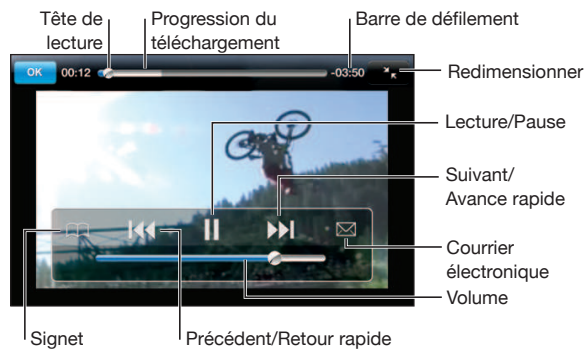 Tête de
lecture
Progression du
téléchargement
Barre de défilement
OK
00:12
-03:50
Redimensionner
Lecture/Pause
Suivant/
Avance rapide
Courrier
électronique
Volume
Signet
Précédent/Retour rapide